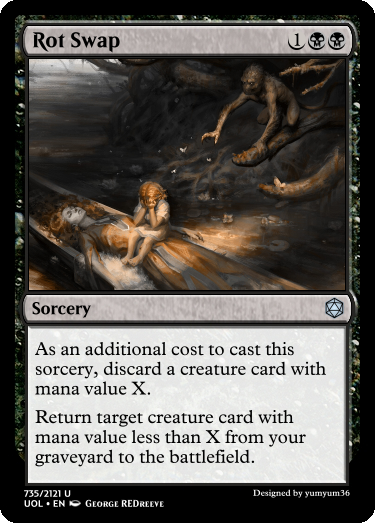 Rot Swap 1
Sorcery
As an additional cost to cast this
sorcery, discard a creature card with
mana value X.
Return target creature card with
mana value less than X from your
graveyard to the battlefield.
735/2121 U
Designed by yumyum36
UOL • EN George REDreeve